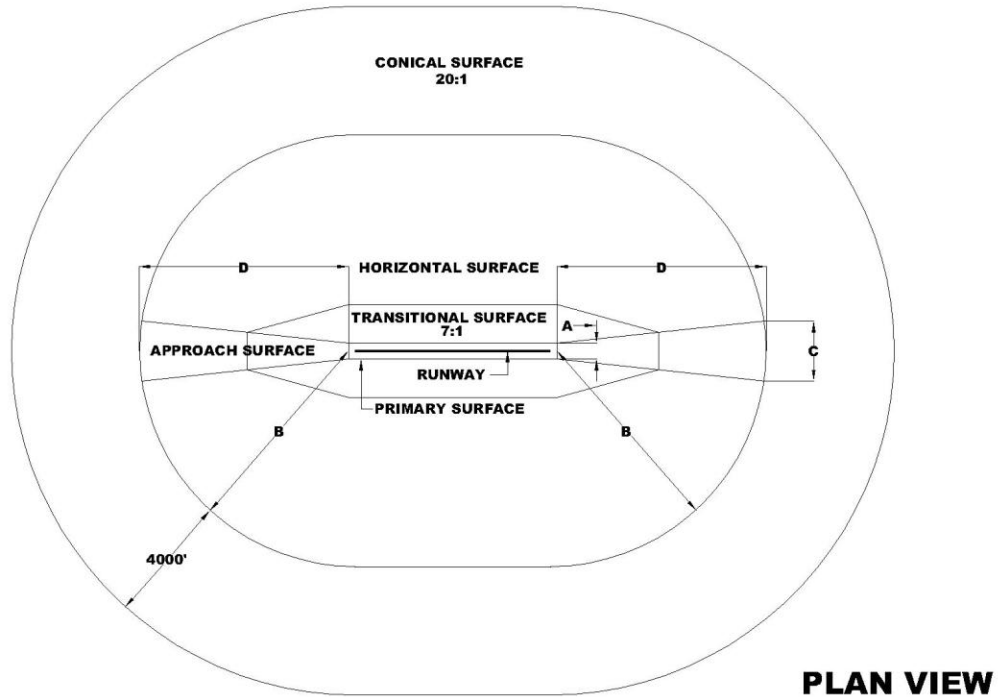 CONICAL SURFACE
20:1
D
HORIZONTAL SURFACE
D
TRANSITIONAL SURFACE
7:1
A
APPROACH SURFACE
C
RUNWAY
PRIMARY SURFACE
B
B
4000'
PLAN VIEW